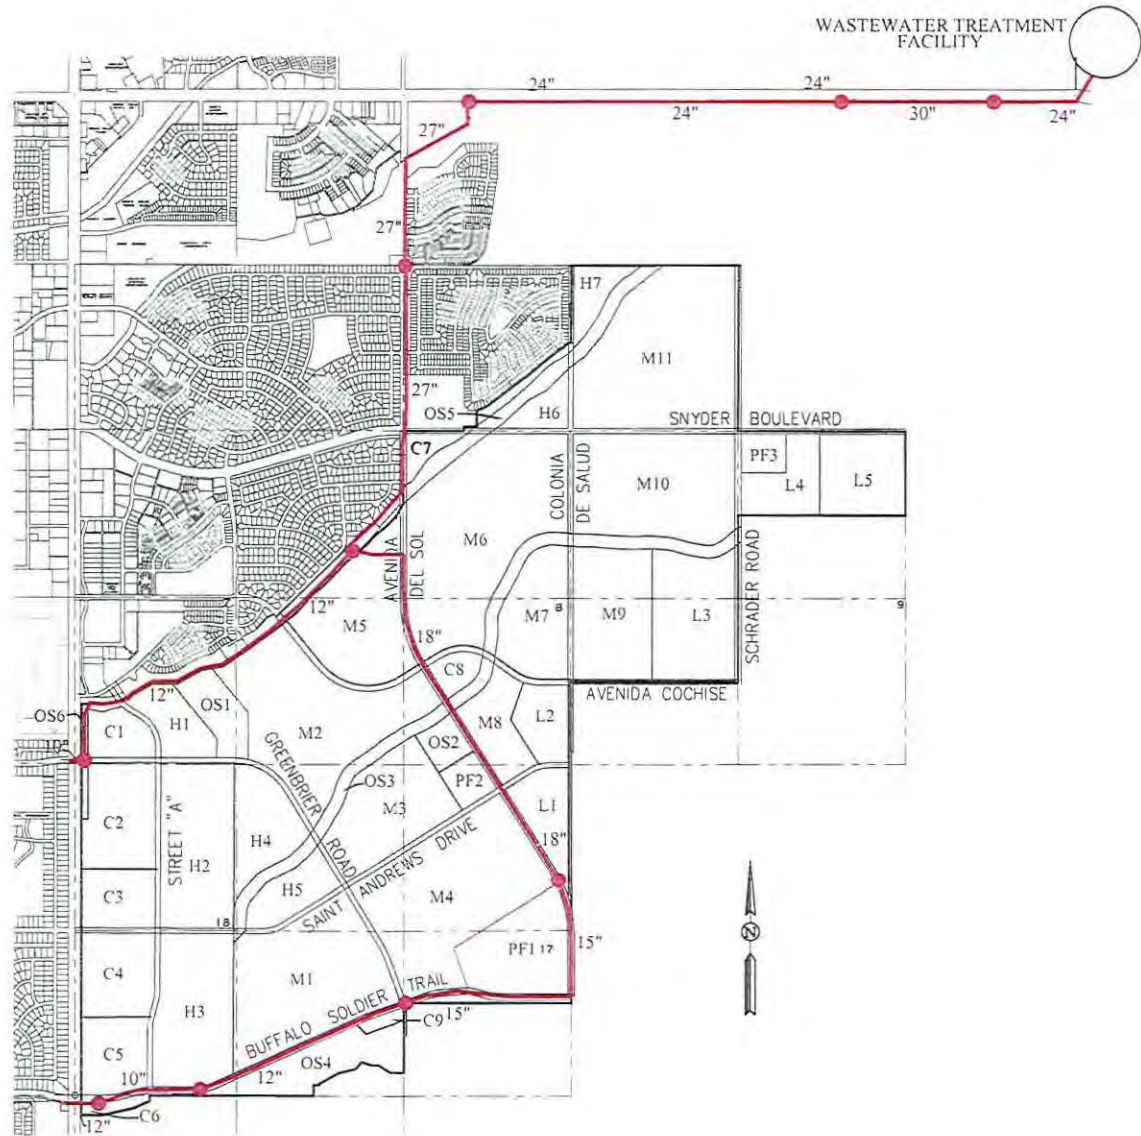 WASTEWATER TREATMENT
FACILITY
24"
24"
24"
30"
24"
27"
27"
H7
M11
27"
OS5
H6
SNYDER BOULEVARD
C7
PF3
L4
L5
COLONIA
DE SALUD
M10
M6
AVENIDA
DEL SOL
SCHRADER ROAD
12"
M5
18"
M7
8
M9
L3
9
C8
12"
OS1
H1
OS6
C1
10"
M2
M8
L2
AVENIDA COCHISE
OS2
PF2
OS3
GREENBRIER
ROAD
M3
L1
C2
STREET "A"
H2
H4
18"
C3
H5
SAINT ANDREWS DRIVE
M4
18
N
C4
M1
PF1
17
15"
H3
BUFFALO SOLDIER TRAIL
15"
C9
C5
10"
12"
OS4
C6
12"